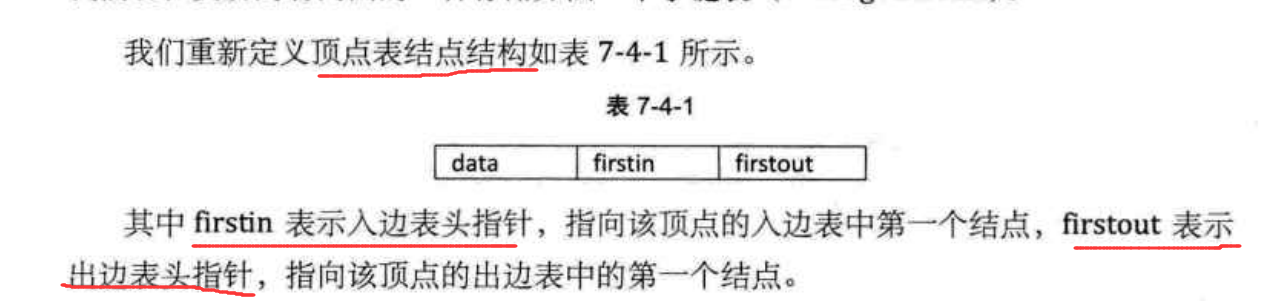 我们重新定义顶点表结点结构如表 7-4-1 所示。
表 7-4-1
data firstin firstout
其中 firstin 表示入边表头指针，指向该顶点的入边表中第一个结点，firstout 表示
出边表头指针，指向该顶点的出边表中的第一个结点。